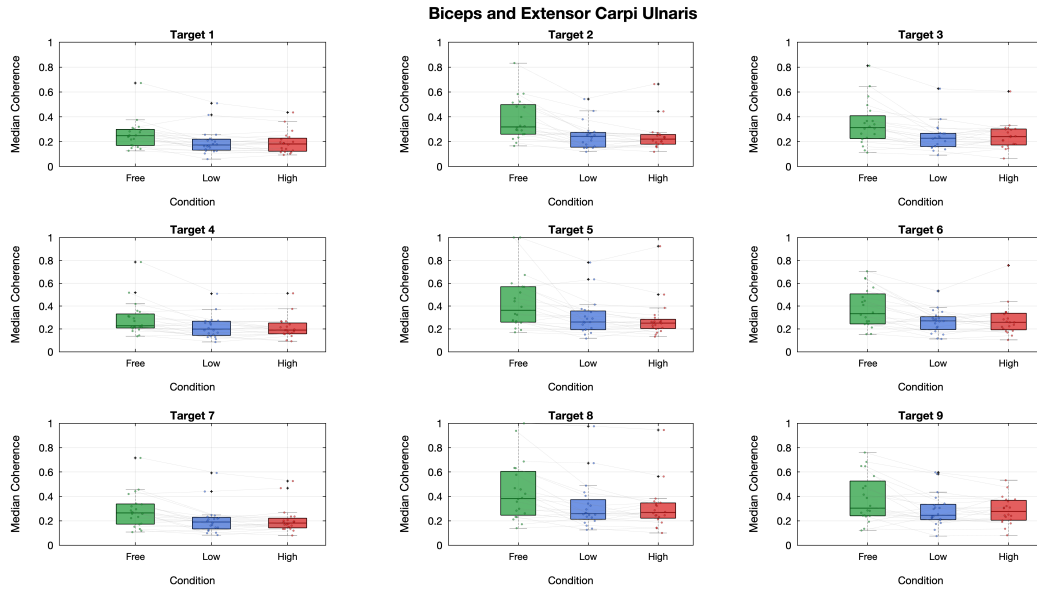 Biceps and Extensor Carpi Ulnaris
Target 1
Median Coherence
1
0.8
0.6
0.4
0.2
0
Free Low High
Condition
Target 2
Median Coherence
1
0.8
0.6
0.4
0.2
0
Free Low High
Condition
Target 3
Median Coherence
1
0.8
0.6
0.4
0.2
0
Free Low High
Condition
Target 4
Median Coherence
1
0.8
0.6
0.4
0.2
0
Free Low High
Condition
Target 5
Median Coherence
1
0.8
0.6
0.4
0.2
0
Free Low High
Condition
Target 6
Median Coherence
1
0.8
0.6
0.4
0.2
0
Free Low High
Condition
Target 7
Median Coherence
1
0.8
0.6
0.4
0.2
0
Free Low High
Condition
Target 8
Median Coherence
1
0.8
0.6
0.4
0.2
0
Free Low High
Condition
Target 9
Median Coherence
1
0.8
0.6
0.4
0.2
0
Free Low High
Condition